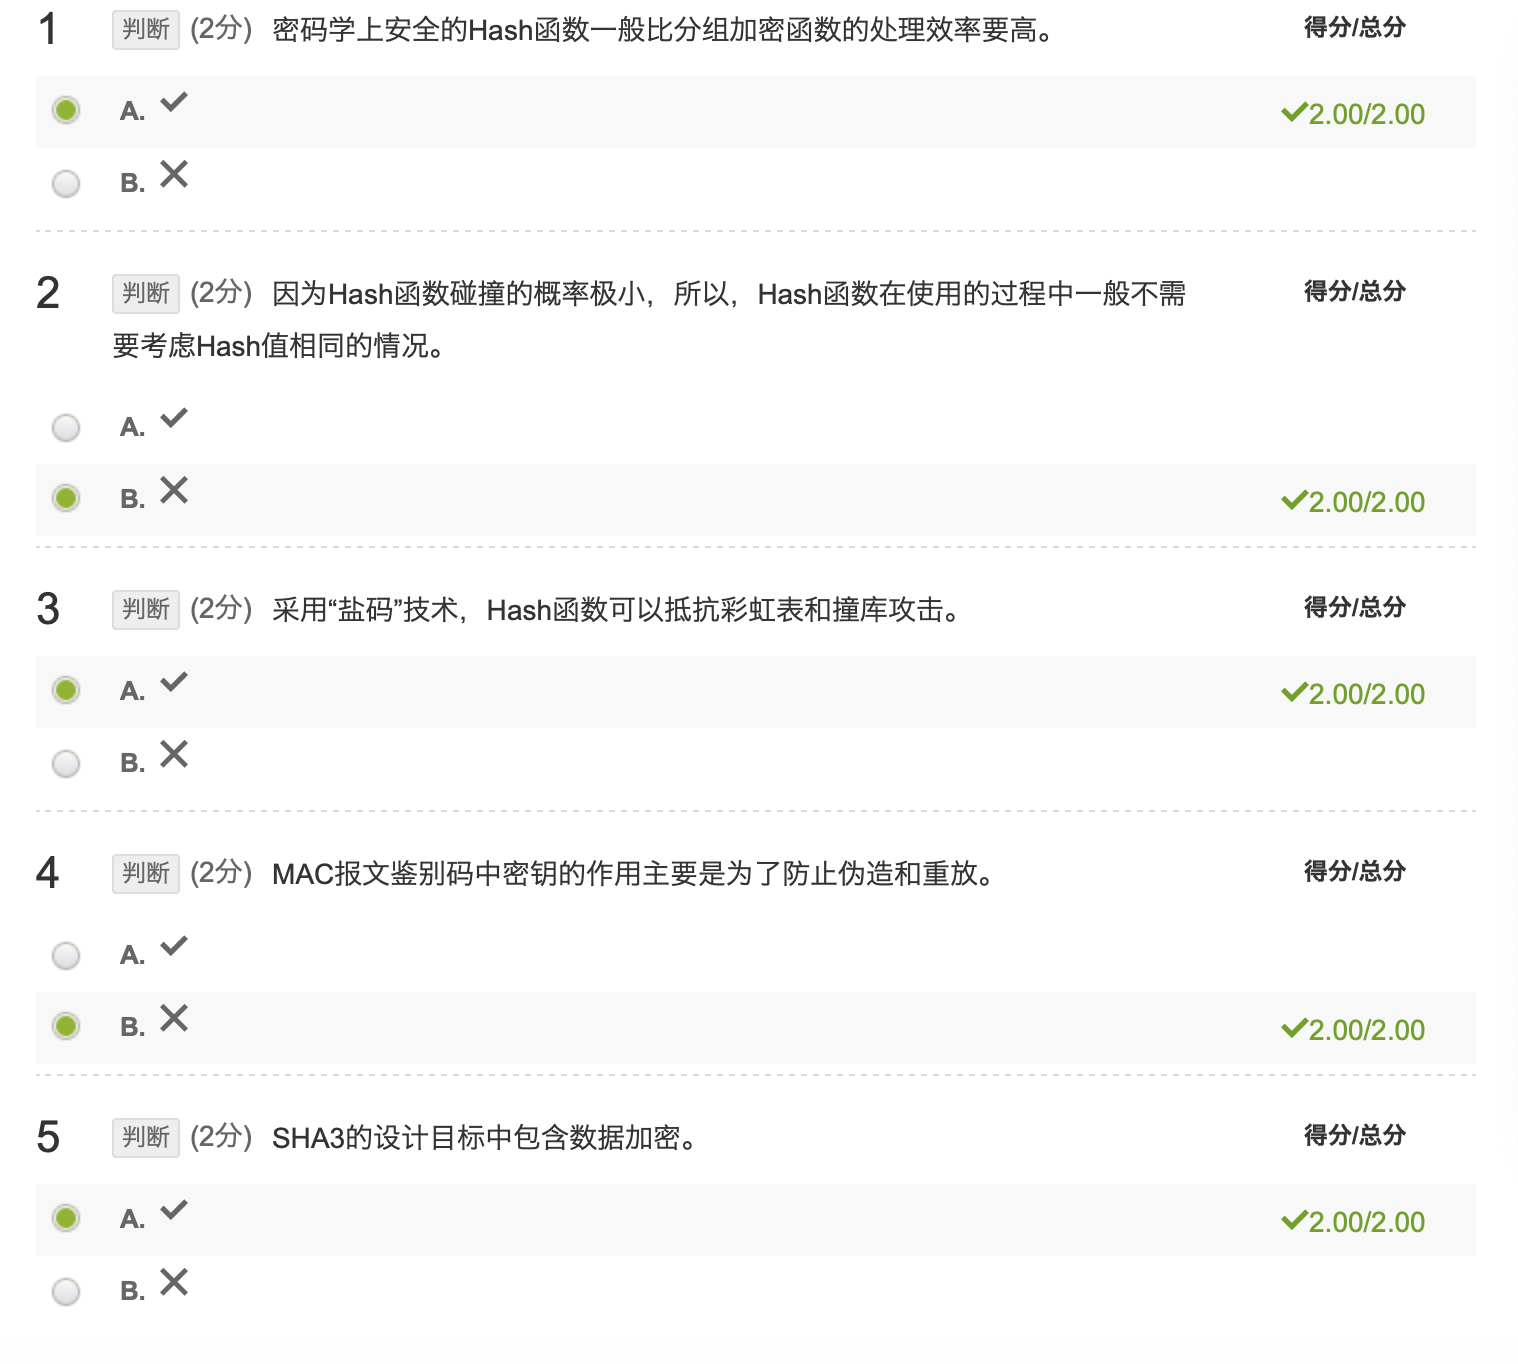 1 判断 (2分) 密码学上安全的Hash函数一般比分组加密函数的处理效率要高。 得分/总分
A. ✓ ✓2.00/2.00
B. ✕
2 判断 (2分) 因为Hash函数碰撞的概率极小，所以，Hash函数在使用的过程中一般不需 得分/总分
要考虑Hash值相同的情况。
A. ✓
B. ✕ ✓2.00/2.00
3 判断 (2分) 采用“盐码”技术，Hash函数可以抵抗彩虹表和撞库攻击。 得分/总分
A. ✓ ✓2.00/2.00
B. ✕
4 判断 (2分) MAC报文鉴别码中密钥的作用主要是为了防止伪造和重放。 得分/总分
A. ✓
B. ✕ ✓2.00/2.00
5 判断 (2分) SHA3的设计目标中包含数据加密。 得分/总分
A. ✓ ✓2.00/2.00
B. ✕